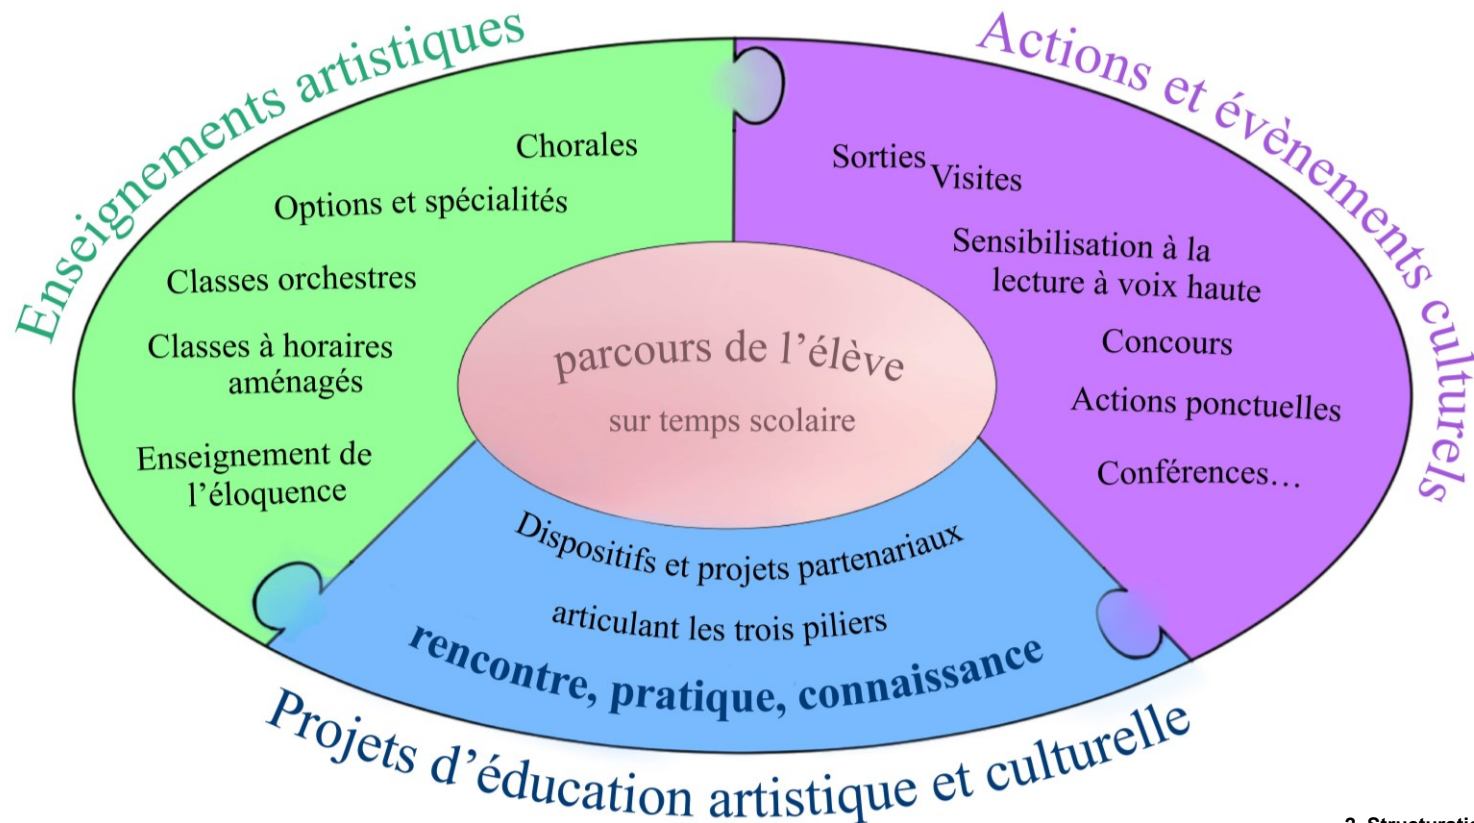 Enseignements artistiques
Chorales
Options et spécialités
Classes orchestres
Classes à horaires
aménagés
Enseignement de
l’éloquence
Actions et évènements culturels
Sorties
Visites
Sensibilisation à la
lecture à voix haute
Concours
Actions ponctuelles
Conférences…
parcours de l’élève
sur temps scolaire
Dispositifs et projets partenariaux
articulant les trois piliers
rencontre, pratique, connaissance
Projets d’éducation artistique et culturelle